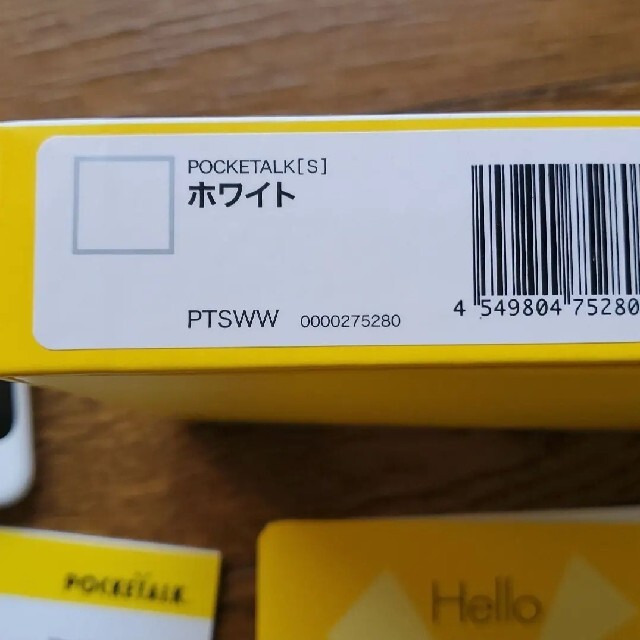 POCKETALK[S]
ホワイト
PTSWW 0000275280
4 549804 75280
POCKETALK
Hello